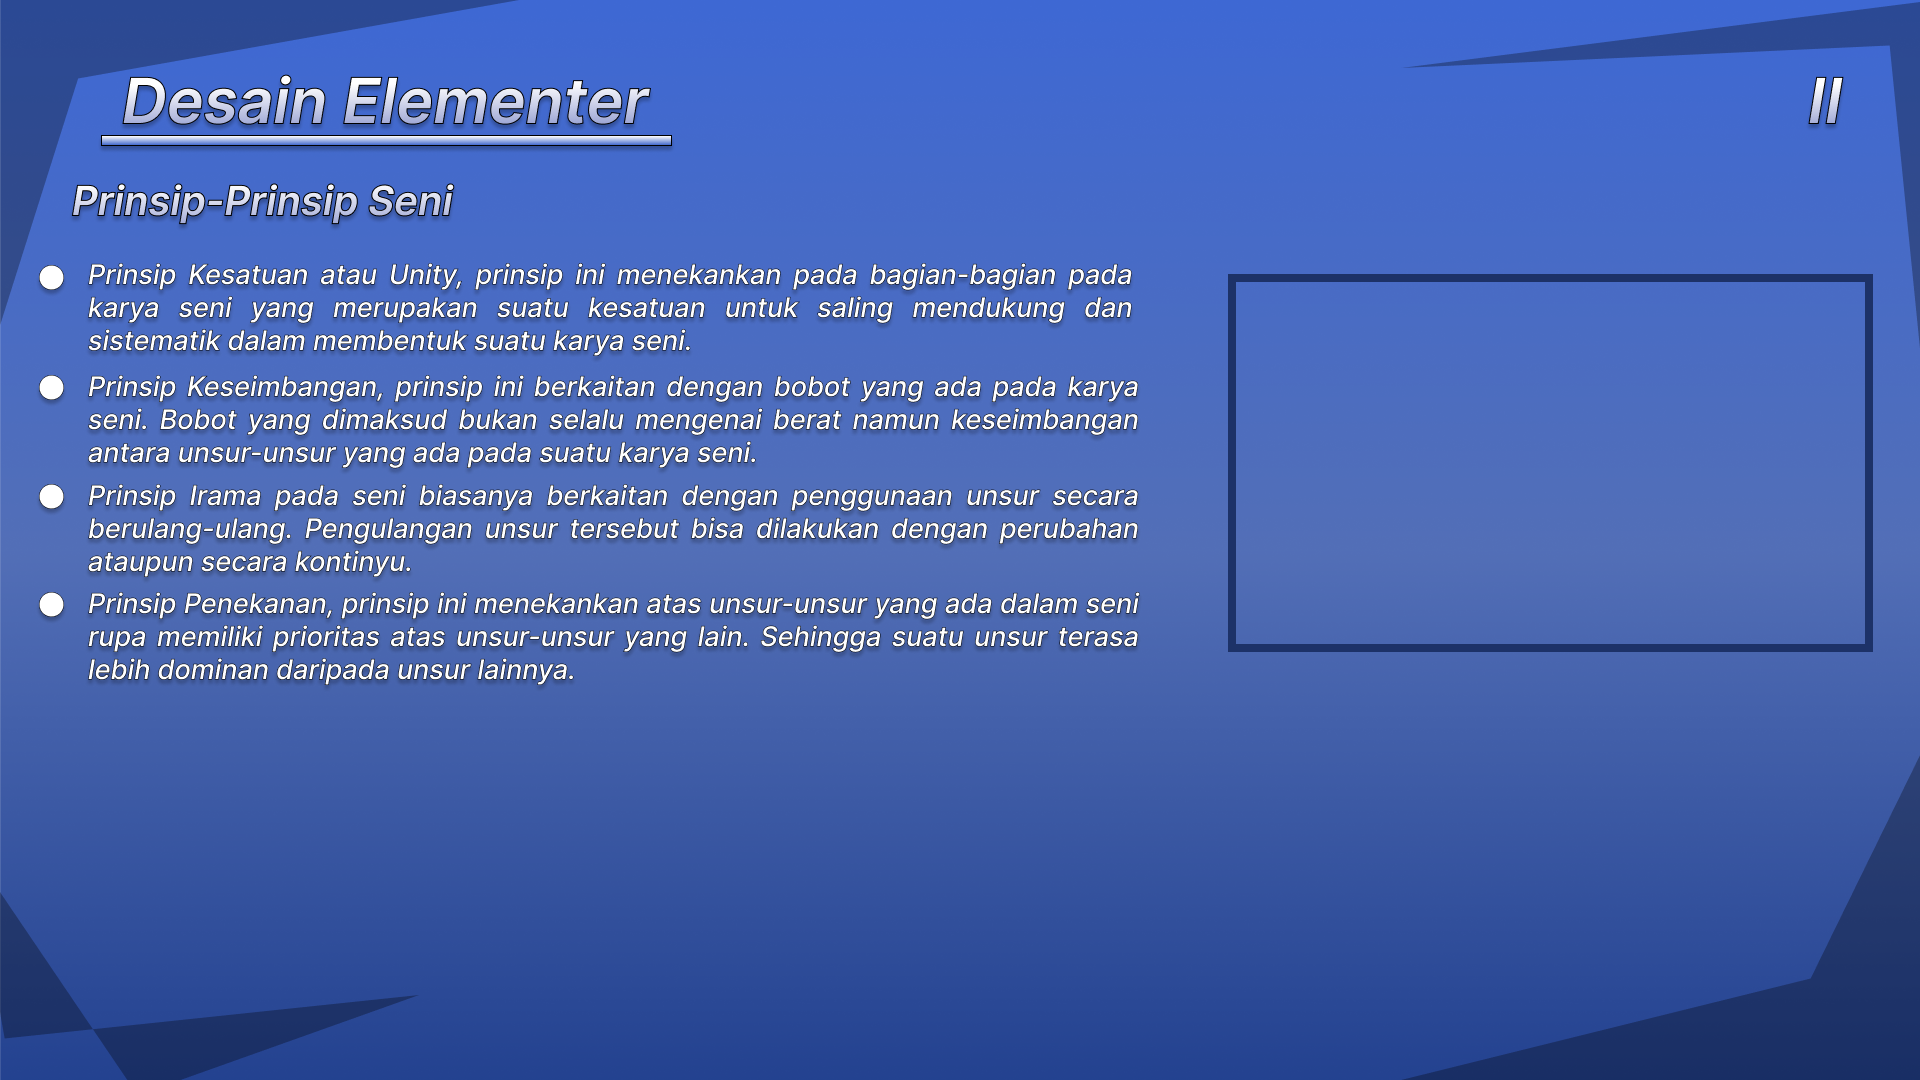 Desain Elementer
II
Prinsip-Prinsip Seni
Prinsip Kesatuan atau Unity, prinsip ini menekankan pada bagian-bagian pada
karya seni yang merupakan suatu kesatuan untuk saling mendukung dan
sistematik dalam membentuk suatu karya seni.
Prinsip Keseimbangan, prinsip ini berkaitan dengan bobot yang ada pada karya
seni. Bobot yang dimaksud bukan selalu mengenai berat namun keseimbangan
antara unsur-unsur yang ada pada suatu karya seni.
Prinsip Irama pada seni biasanya berkaitan dengan penggunaan unsur secara
berulang-ulang. Pengulangan unsur tersebut bisa dilakukan dengan perubahan
ataupun secara kontinyu.
Prinsip Penekanan, prinsip ini menekankan atas unsur-unsur yang ada dalam seni
rupa memiliki prioritas atas unsur-unsur yang lain. Sehingga suatu unsur terasa
lebih dominan daripada unsur lainnya.